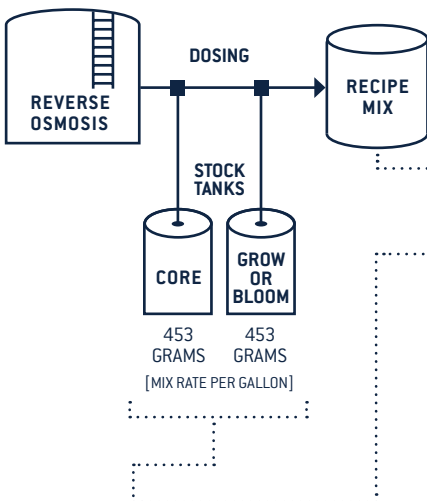 DOSING
REVERSE
OSMOSIS
RECIPE
MIX
STOCK
TANKS
CORE
GROW
OR
BLOOM
453
GRAMS
453
GRAMS
[MIX RATE PER GALLON]